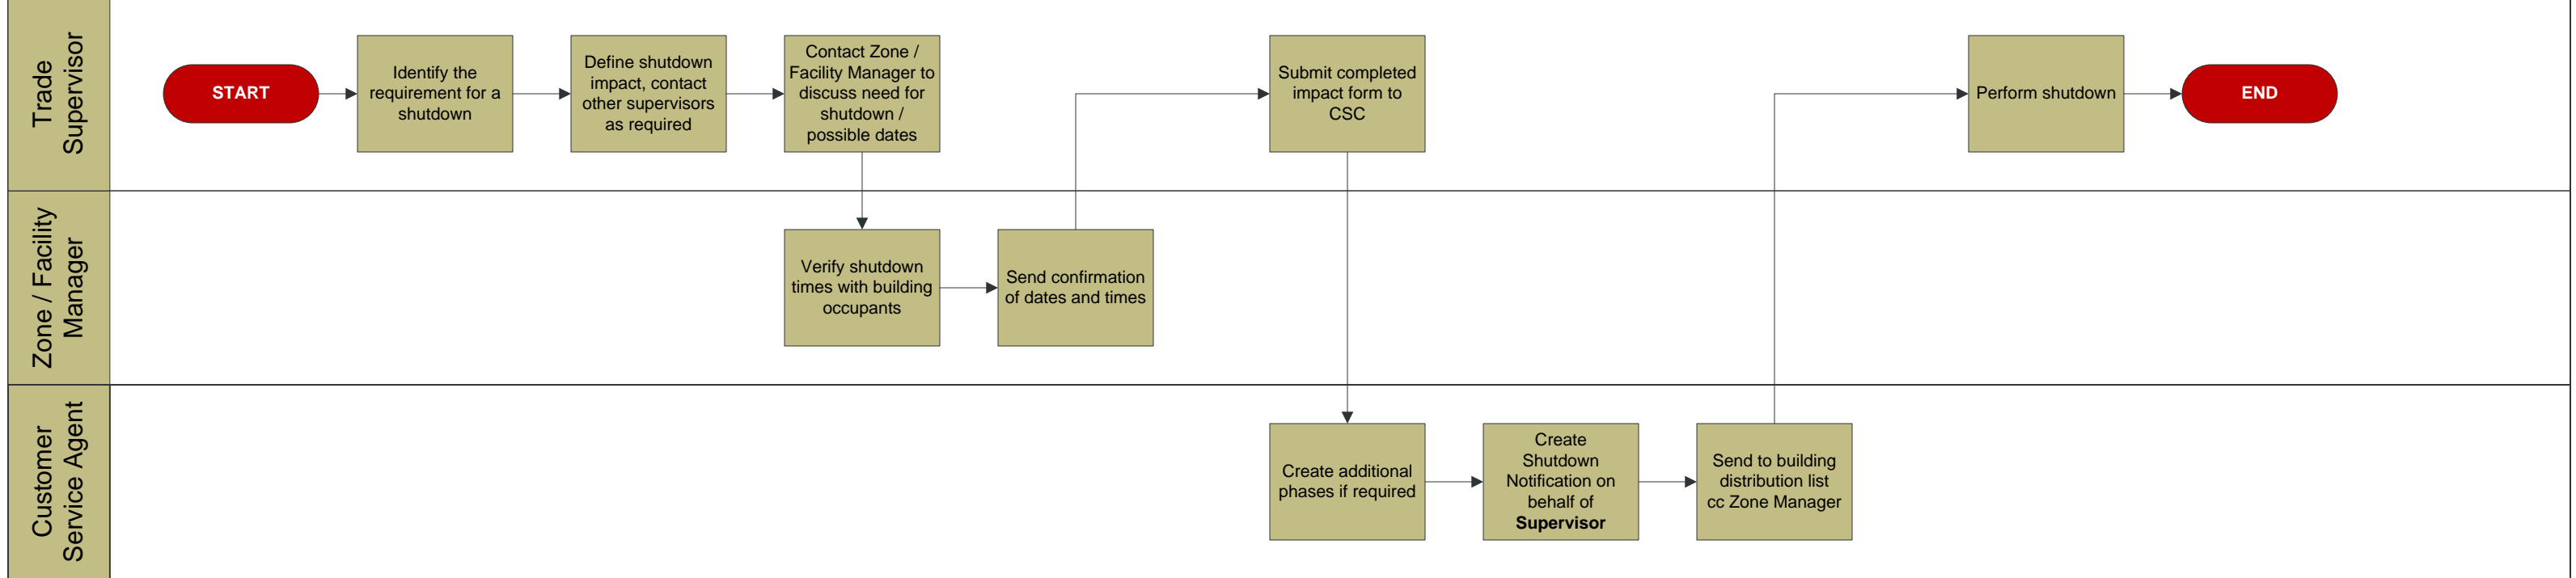 Trade
Supervisor
START
Identify the
requirement for a
shutdown
Define shutdown
impact, contact
other supervisors
as required
Contact Zone /
Facility Manager to
discuss need for
shutdown /
possible dates
Submit completed
impact form to
CSC
Perform shutdown
END
Zone / Facility
Manager
Verify shutdown
times with building
occupants
Send confirmation
of dates and times
Customer
Service Agent
Create additional
phases if required
Create
Shutdown
Notification on
behalf of
Supervisor
Send to building
distribution list
cc Zone Manager